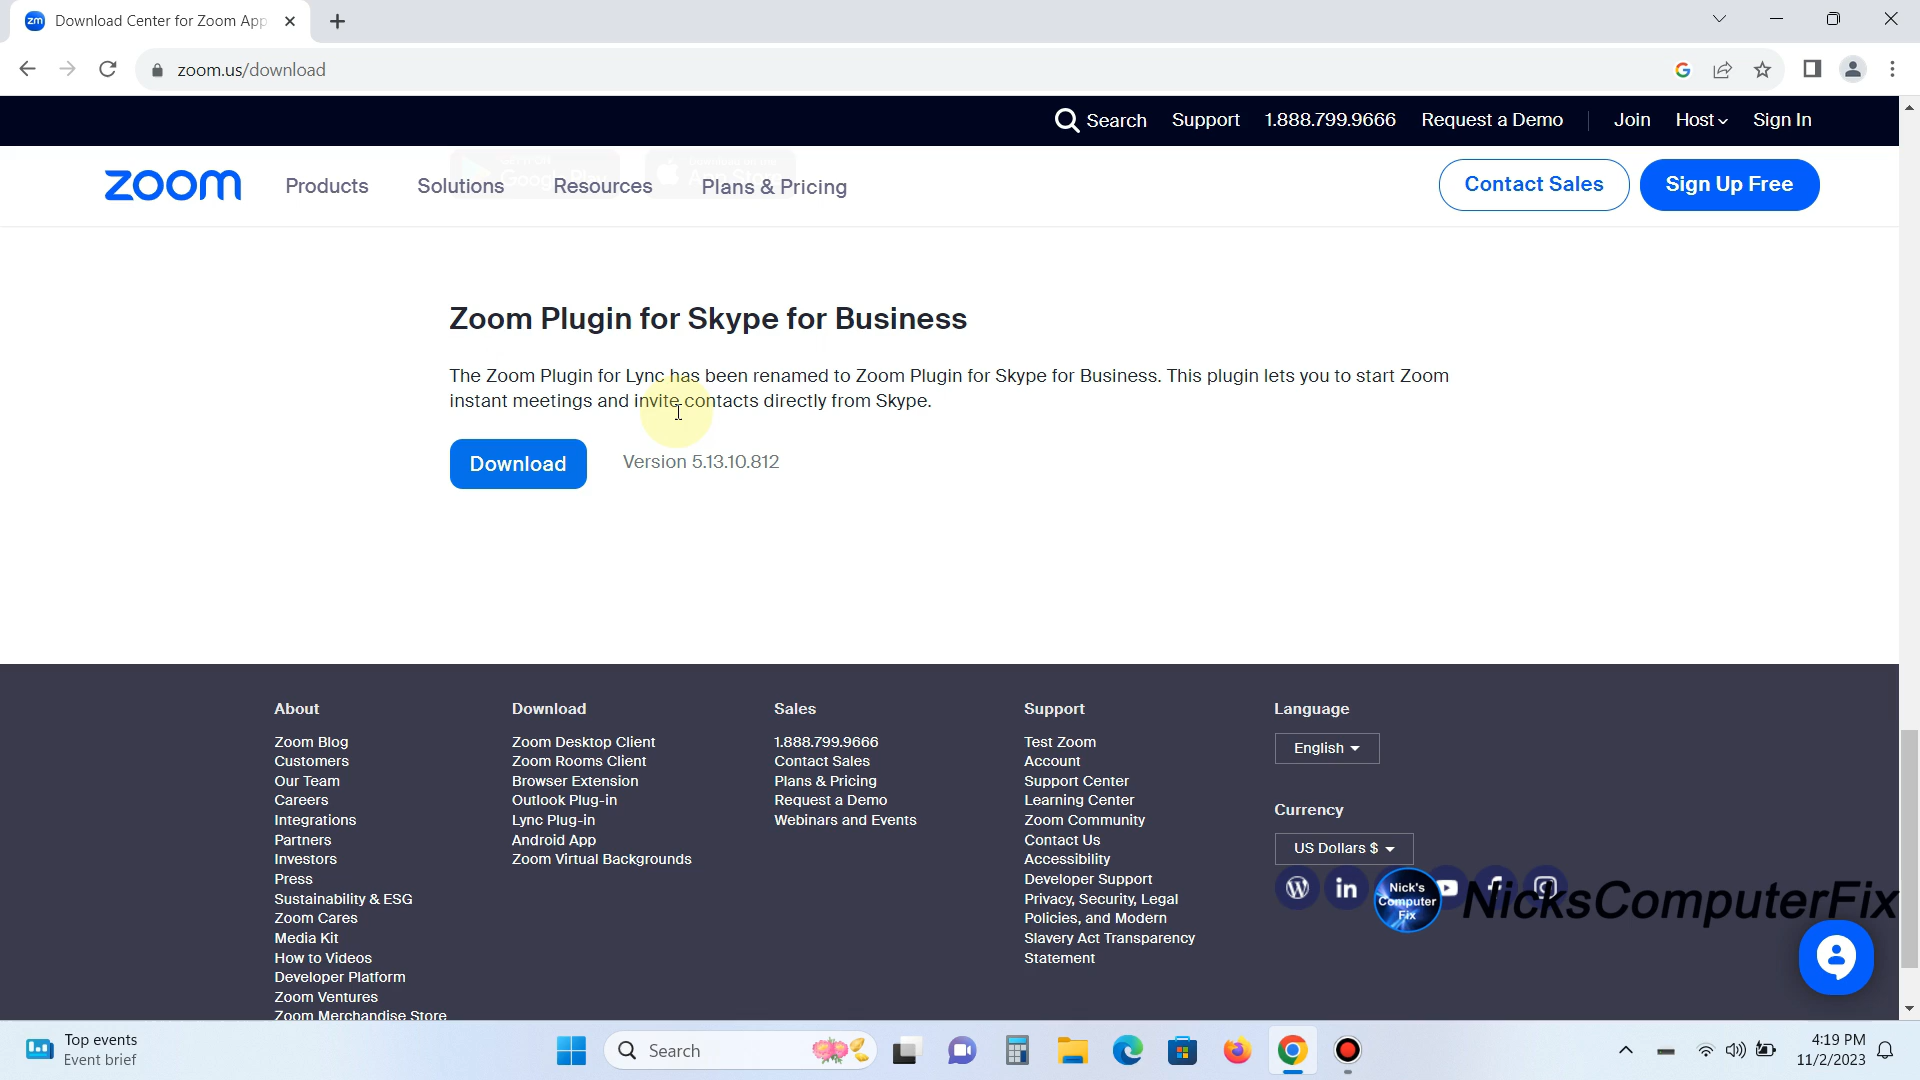 zm Download Center for Zoom App
zoom.us/download
Search Support 1.888.799.9666 Request a Demo Join Host Sign In
zoom Products Solutions Resources Plans & Pricing Contact Sales Sign Up Free
Zoom Plugin for Skype for Business
The Zoom Plugin for Lync has been renamed to Zoom Plugin for Skype for Business. This plugin lets you to start Zoom
instant meetings and invite contacts directly from Skype.
Download Version 5.13.10.812
About
Zoom Blog
Customers
Our Team
Careers
Integrations
Partners
Investors
Press
Sustainability & ESG
Zoom Cares
Media Kit
How to Videos
Developer Platform
Zoom Ventures
Zoom Merchandise Store
Download
Zoom Desktop Client
Zoom Rooms Client
Browser Extension
Outlook Plug-in
Lync Plug-in
Android App
Zoom Virtual Backgrounds
Sales
1.888.799.9666
Contact Sales
Plans & Pricing
Request a Demo
Webinars and Events
Support
Test Zoom
Account
Support Center
Learning Center
Zoom Community
Contact Us
Accessibility
Developer Support
Privacy, Security, Legal
Policies, and Modern
Slavery Act Transparency
Statement
Language
English
Currency
US Dollars $
in
Nick's
Computer
Fix
NicksComputerFix
Top events
Event brief
Search
4:19 PM
11/2/2023